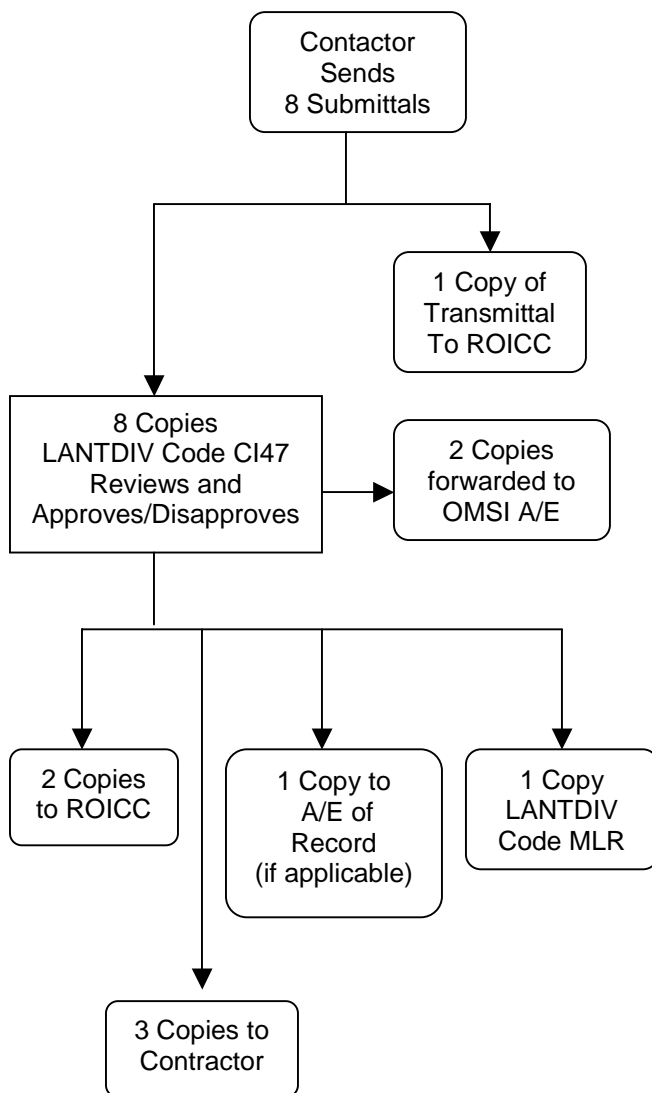 Contactor
Sends
8 Submittals
1 Copy of
Transmittal
To ROICC
8 Copies
LANTDIV Code CI47
Reviews and
Approves/Disapproves
2 Copies
forwarded to
OMSI A/E
2 Copies
to ROICC
1 Copy to
A/E of
Record
(if applicable)
1 Copy
LANTDIV
Code MLR
3 Copies to
Contractor